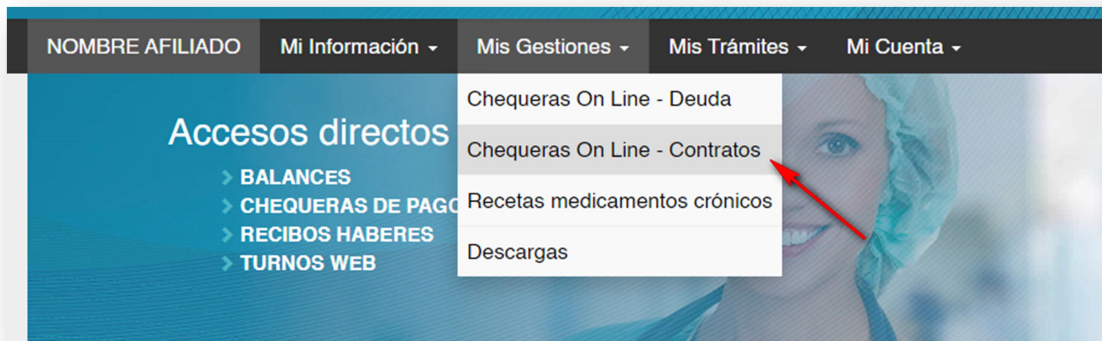 NOMBRE AFILIADO Mi Información Mis Gestiones Mis Trámites Mi Cuenta
Chequeras On Line - Deuda
Chequeras On Line - Contratos
Recetas medicamentos crónicos
Descargas
Accesos directos
BALANCES
CHEQUERAS DE PAGO
RECIBOS HABERES
TURNOS WEB